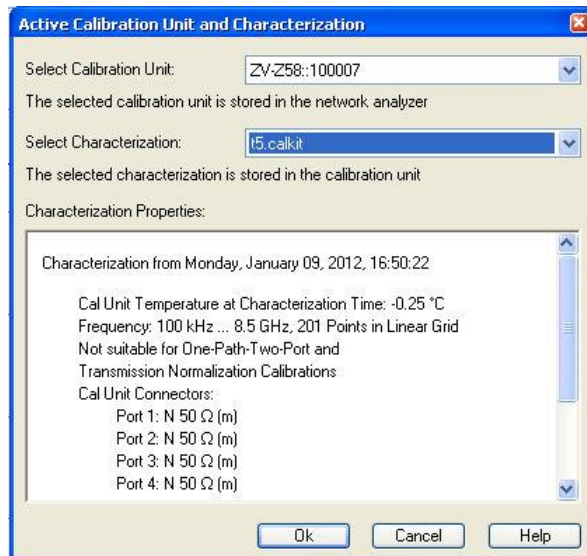 Active Calibration Unit and Characterization
Select Calibration Unit: ZV-Z58::100007
The selected calibration unit is stored in the network analyzer
Select Characterization: t5.calkit
The selected characterization is stored in the calibration unit
Characterization Properties:
Characterization from Monday, January 09, 2012, 16:50:22
Cal Unit Temperature at Characterization Time: -0.25 °C
Frequency: 100 kHz ... 8.5 GHz, 201 Points in Linear Grid
Not suitable for One-Path-Two-Port and
Transmission Normalization Calibrations
Cal Unit Connectors:
Port 1: N 50 Ω (m)
Port 2: N 50 Ω (m)
Port 3: N 50 Ω (m)
Port 4: N 50 Ω (m)
Ok Cancel Help